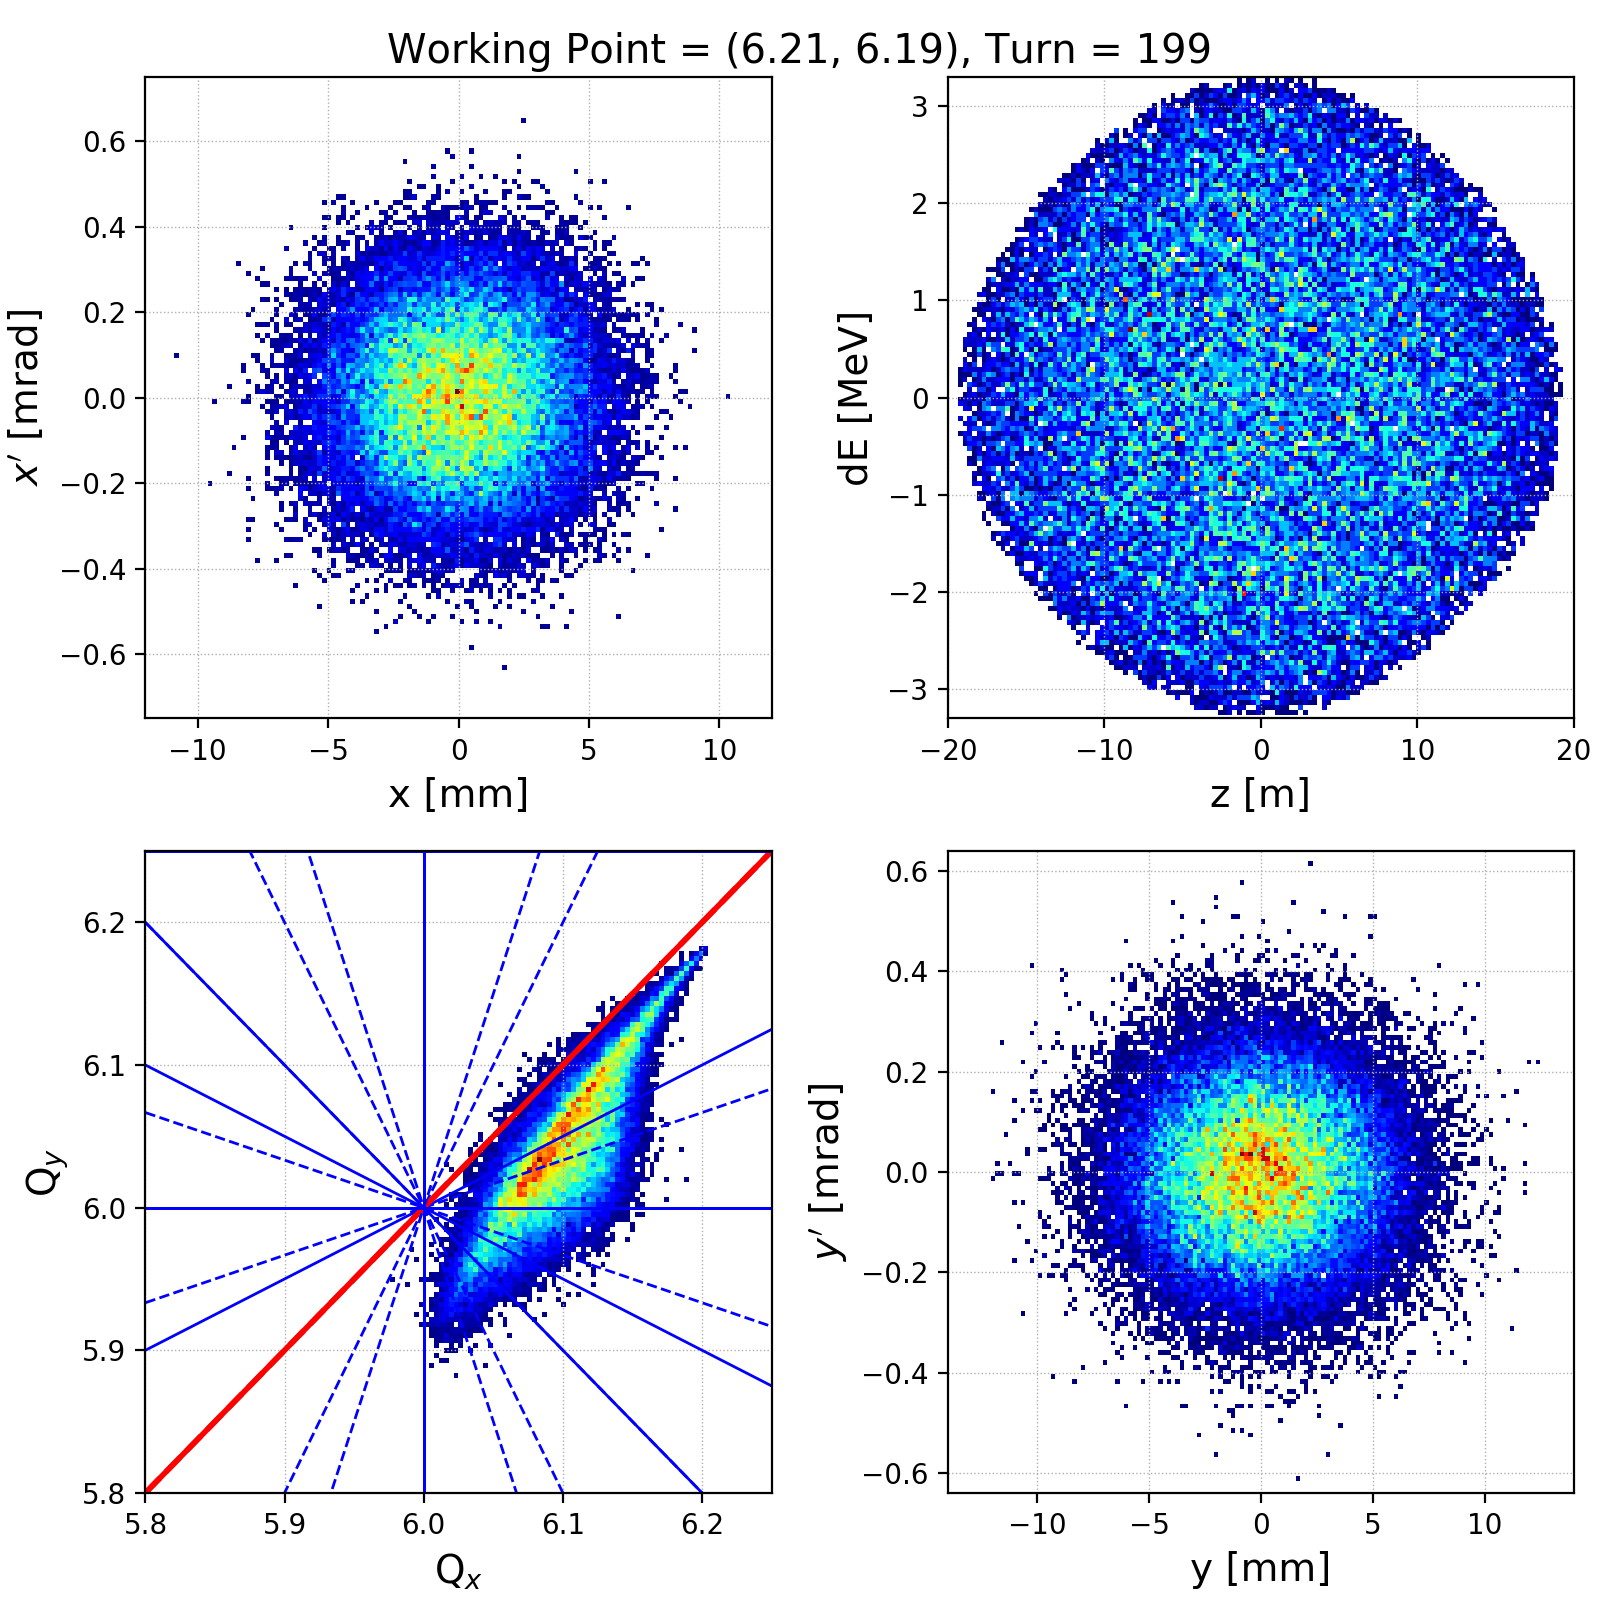 Working Point = (6.21, 6.19), Turn = 199
0.6
0.4
0.2
0.0
−0.2
−0.4
−0.6
x′ [mrad]
−10 −5 0 5 10
x [mm]
3
2
1
0
−1
−2
−3
dE [MeV]
−20 −10 0 10 20
z [m]
6.2
6.1
6.0
5.9
5.8
Qy
5.8 5.9 6.0 6.1 6.2
Qx
0.6
0.4
0.2
0.0
−0.2
−0.4
−0.6
y′ [mrad]
−10 −5 0 5 10
y [mm]